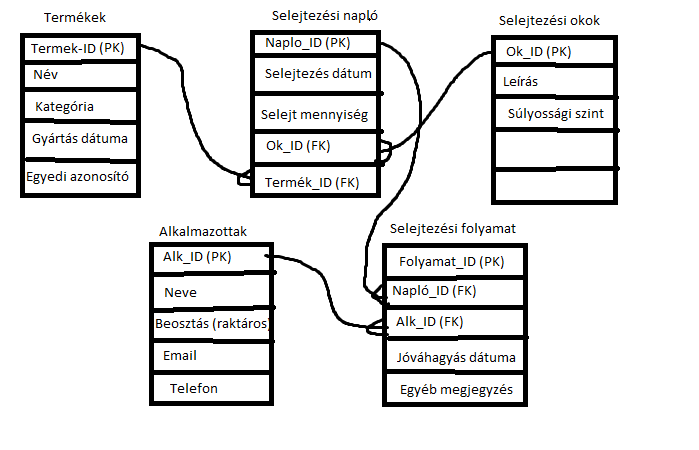 Termékek
Termek-ID (PK)
Név
Kategória
Gyártás dátuma
Egyedi azonosító
Selejtezési napló
Naplo_ID (PK)
Selejtezés dátum
Selejt mennyiség
Ok_ID (FK)
Termék_ID (FK)
Selejtezési okok
Ok_ID (PK)
Leírás
Súlyossági szint
Alkalmazottak
Alk_ID (PK)
Neve
Beosztás (raktáros)
Email
Telefon
Selejtezési folyamat
Folyamat_ID (PK)
Napló_ID (FK)
Alk_ID (FK)
Jóváhagyás dátuma
Egyéb megjegyzés